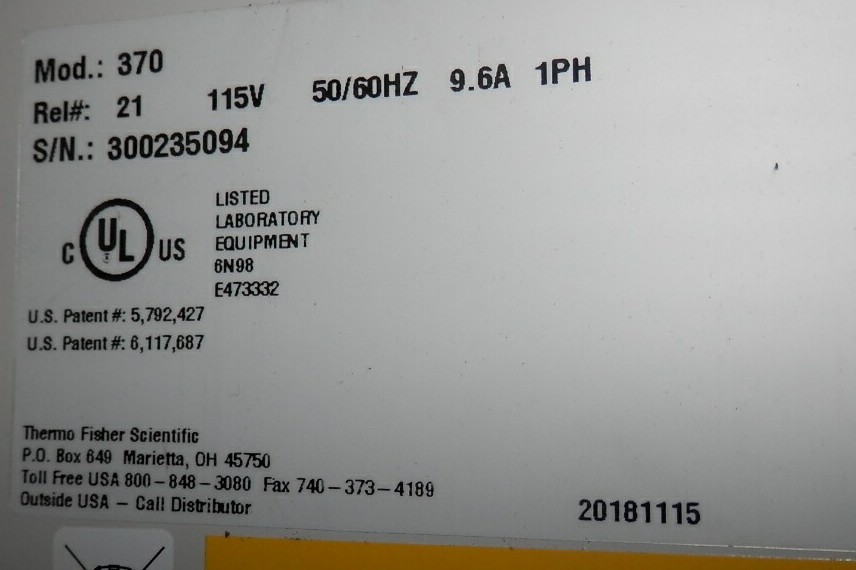 Mod.: 370
Rel#: 21 115V 50/60HZ 9.6A 1PH
S/N.: 300235094
C UL US
LISTED
LABORATORY
EQUIPMENT
6N98
E473332
U.S. Patent #: 5,792,427
U.S. Patent #: 6,117,687
Thermo Fisher Scientific
P.O. Box 649 Marietta, OH 45750
Toll Free USA 800-848-3080 Fax 740-373-4189
Outside USA - Call Distributor
20181115